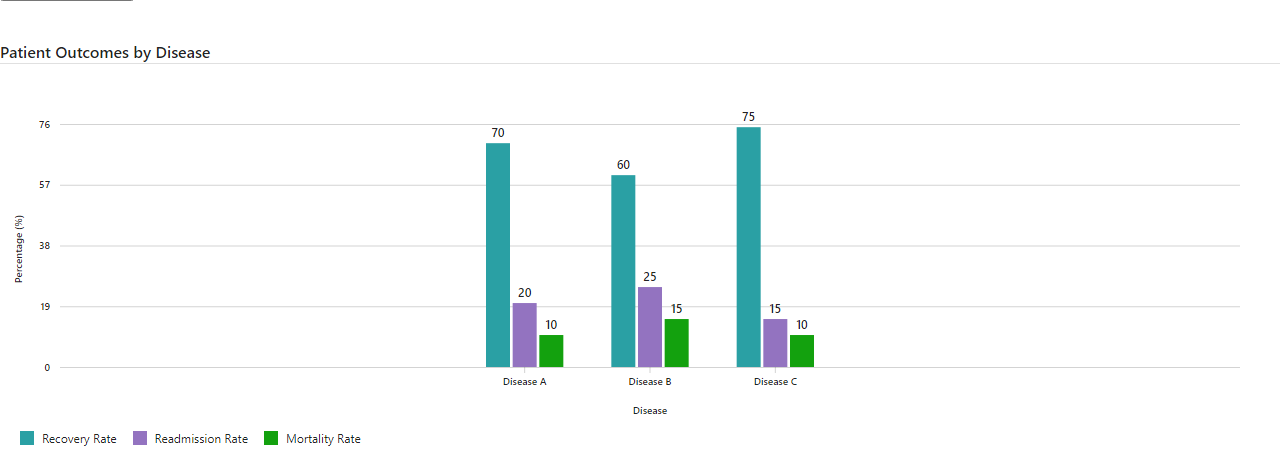 Patient Outcomes by Disease
76
57
38
19
0
Percentage (%)
70
20
10
60
25
15
75
15
10
Disease A
Disease B
Disease C
Disease
Recovery Rate
Readmission Rate
Mortality Rate